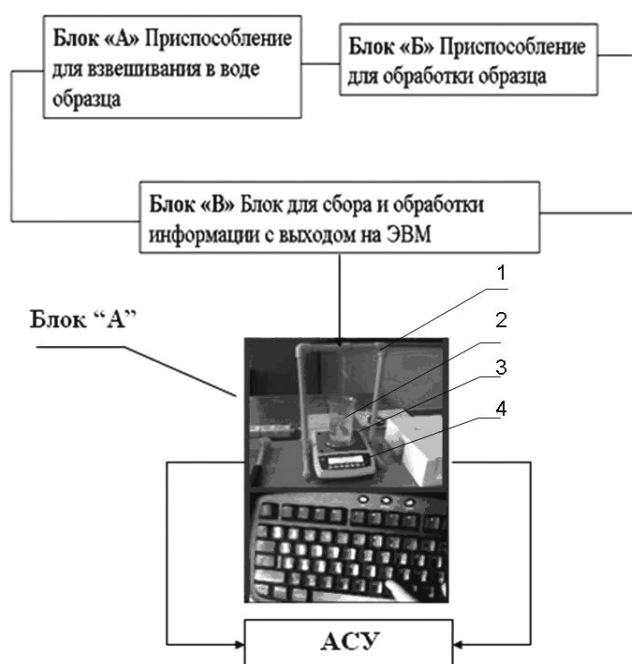 Блок «А» Приспособление
для взвешивания в воде
образца
Блок «Б» Приспособление
для обработки образца
Блок «В» Блок для сбора и обработки
информации с выходом на ЭВМ
Блок “А”
1
2
3
4
АСУ